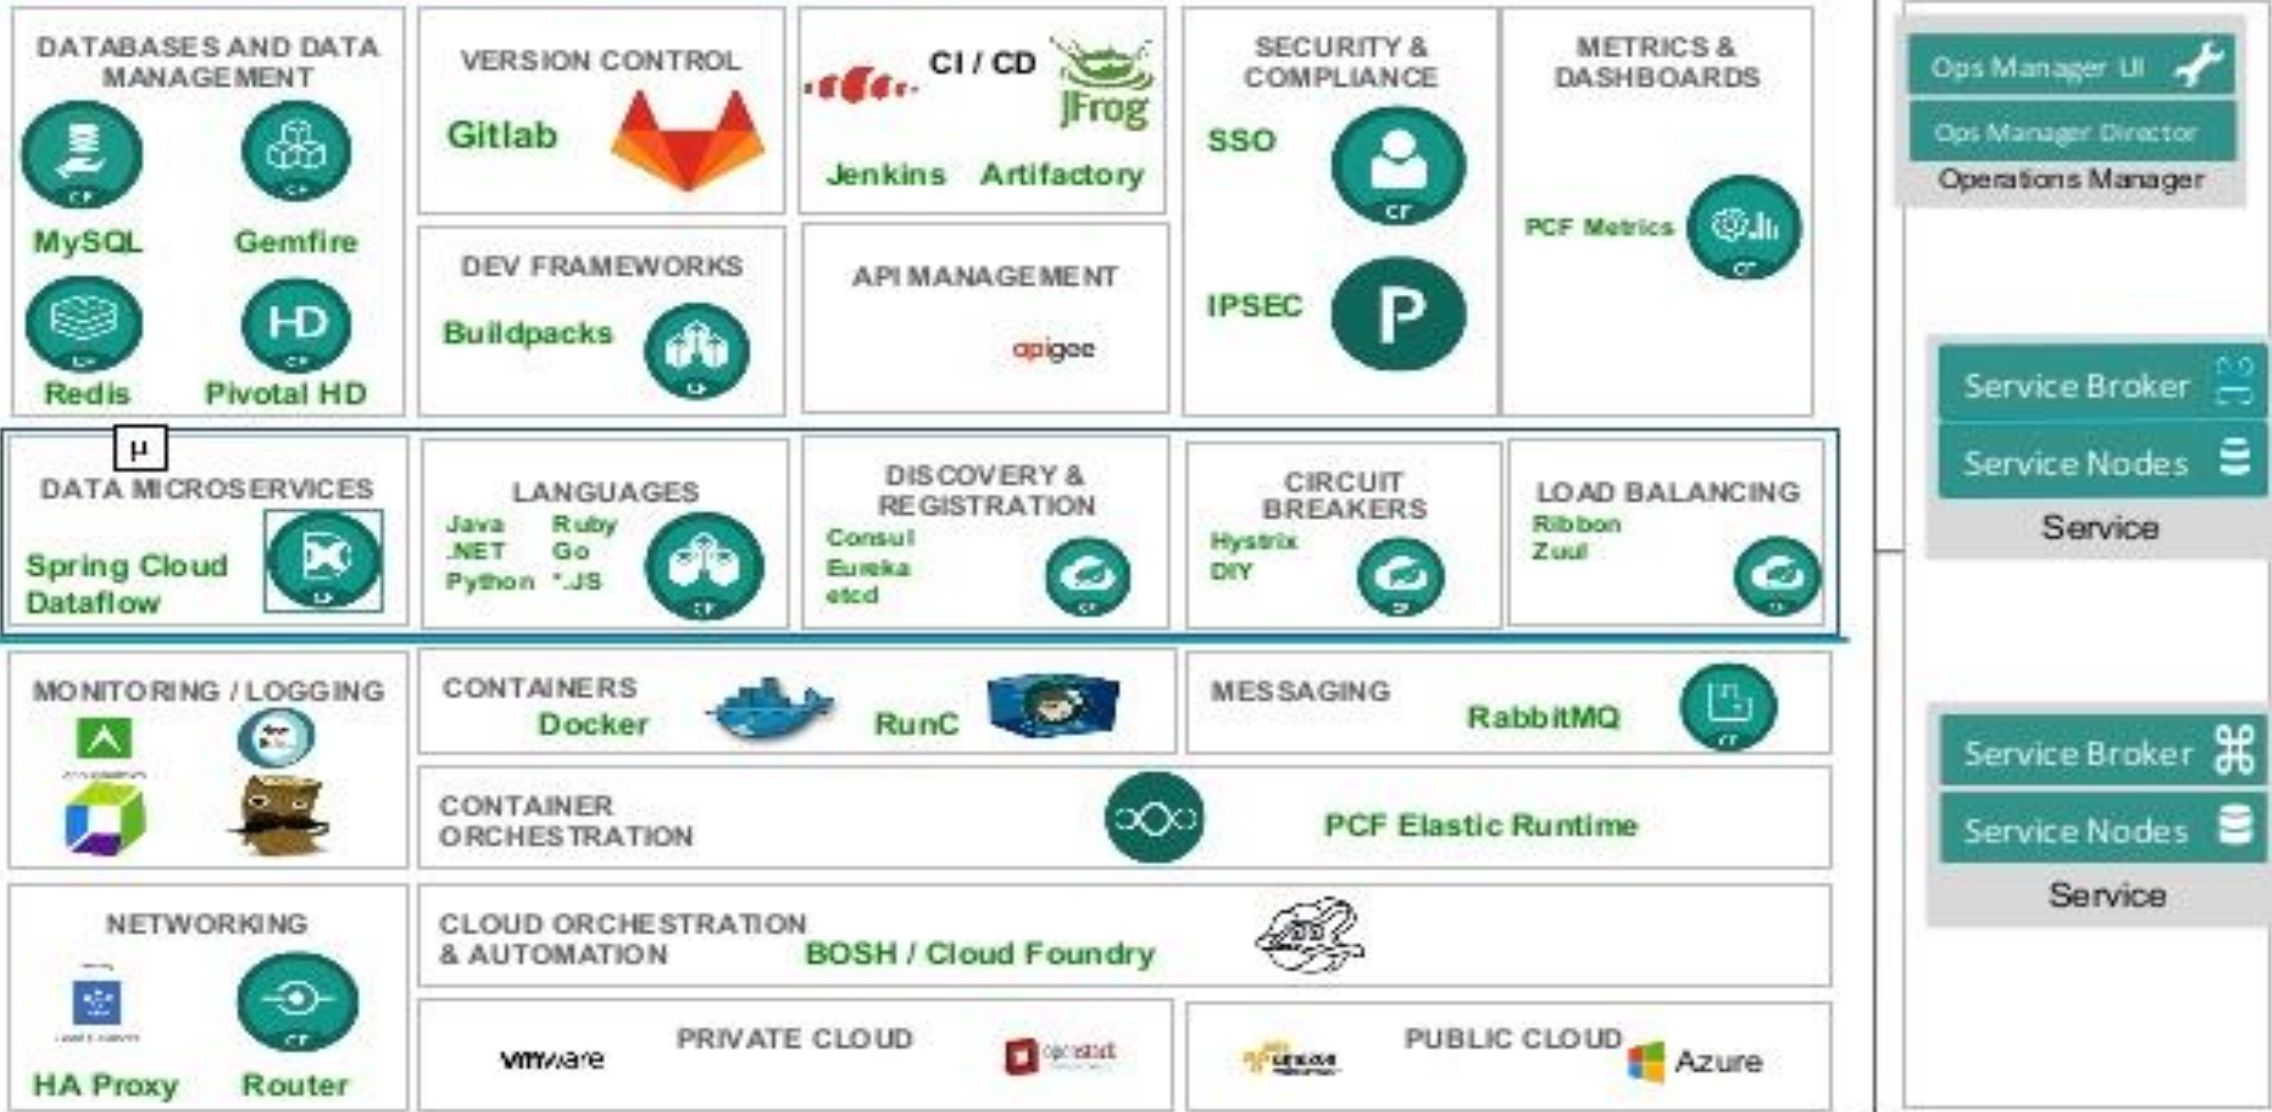 DATABASES AND DATA
MANAGEMENT
MySQL
Gemfire
HD
Redis
Pivotal HD
VERSION CONTROL
Gitlab
CI / CD
JFrog
Jenkins
Artifactory
DEV FRAMEWORKS
Buildpacks
API MANAGEMENT
apigee
SECURITY &
COMPLIANCE
SSO
CF
IPSEC
P
METRICS &
DASHBOARDS
PCF Metrics
CF
µ
DATA MICROSERVICES
Spring Cloud
Dataflow
LANGUAGES
Java Ruby
.NET Go
Python *.JS
CF
DISCOVERY &
REGISTRATION
Consul
Eureka
etcd
CIRCUIT
BREAKERS
Hystrix
DIY
LOAD BALANCING
Ribbon
Zuul
MONITORING / LOGGING
CONTAINERS
Docker
RunC
MESSAGING
RabbitMQ
CONTAINER
ORCHESTRATION
PCF Elastic Runtime
NETWORKING
HA Proxy
Router
CLOUD ORCHESTRATION
& AUTOMATION
BOSH / Cloud Foundry
PRIVATE CLOUD
vmware
openstack
PUBLIC CLOUD
Azure
Ops Manager UI
Ops Manager Director
Operations Manager
Service Broker
Service Nodes
Service
Service Broker
Service Nodes
Service